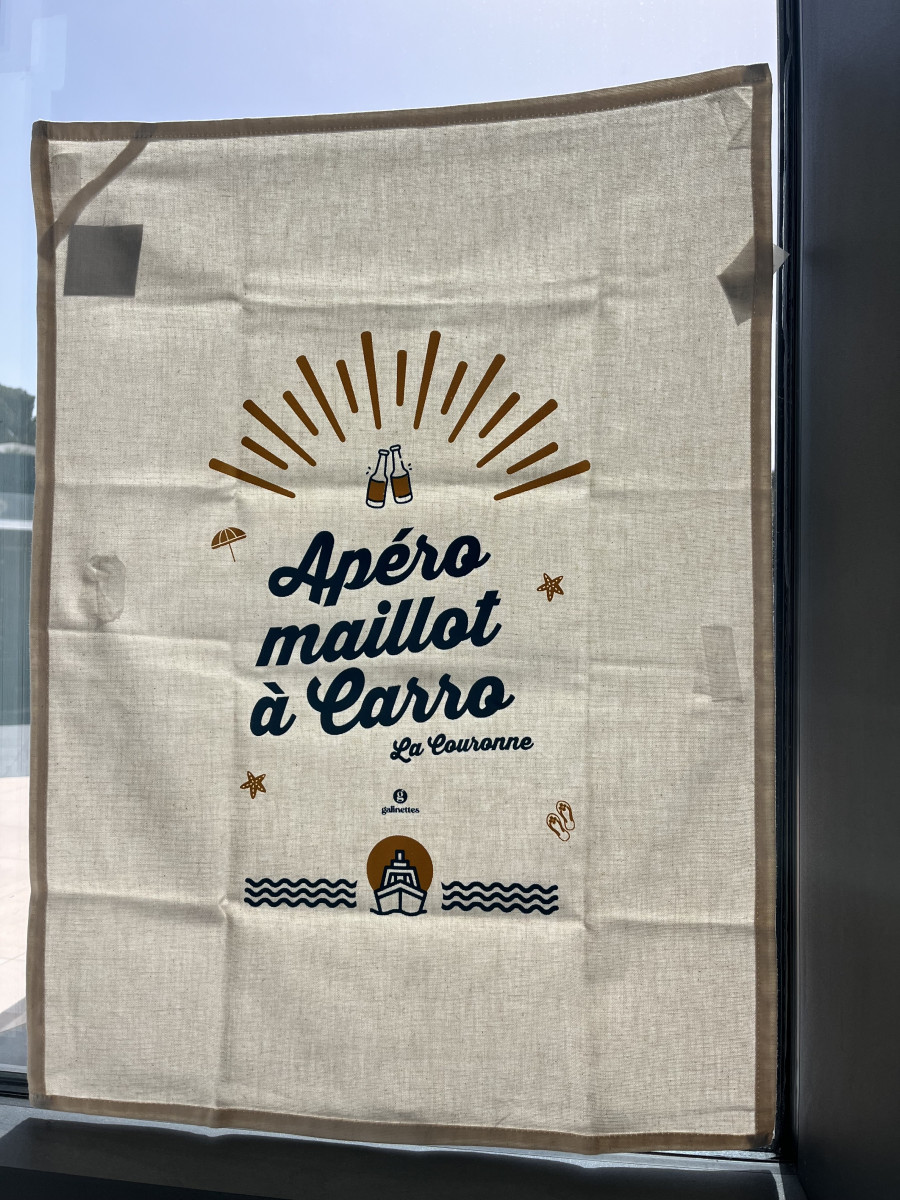 Apéro
maillot
à Carro
La Couronne
g
galinettes